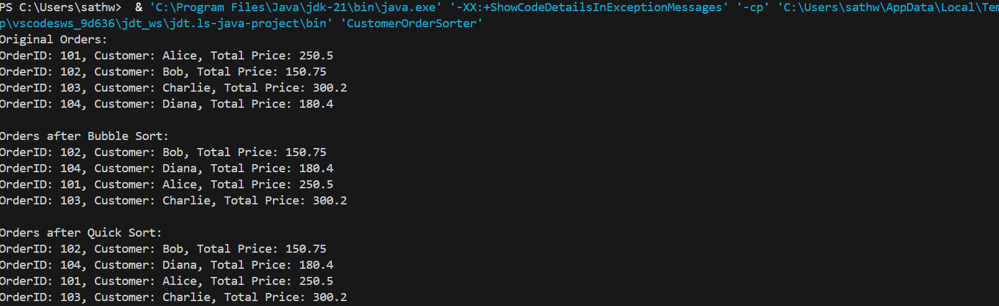 PS C:\Users\sathw>  & 'C:\Program Files\Java\jdk-21\bin\java.exe' '-XX:+ShowCodeDetailsInExceptionMessages' '-cp' 'C:\Users\sathw\AppData\Local\Tem
p\vscodesws_9d636\jdt_ws\jdt.ls-java-project\bin' 'CustomerOrderSorter'
Original Orders:
OrderID: 101, Customer: Alice, Total Price: 250.5
OrderID: 102, Customer: Bob, Total Price: 150.75
OrderID: 103, Customer: Charlie, Total Price: 300.2
OrderID: 104, Customer: Diana, Total Price: 180.4

Orders after Bubble Sort:
OrderID: 102, Customer: Bob, Total Price: 150.75
OrderID: 104, Customer: Diana, Total Price: 180.4
OrderID: 101, Customer: Alice, Total Price: 250.5
OrderID: 103, Customer: Charlie, Total Price: 300.2

Orders after Quick Sort:
OrderID: 102, Customer: Bob, Total Price: 150.75
OrderID: 104, Customer: Diana, Total Price: 180.4
OrderID: 101, Customer: Alice, Total Price: 250.5
OrderID: 103, Customer: Charlie, Total Price: 300.2